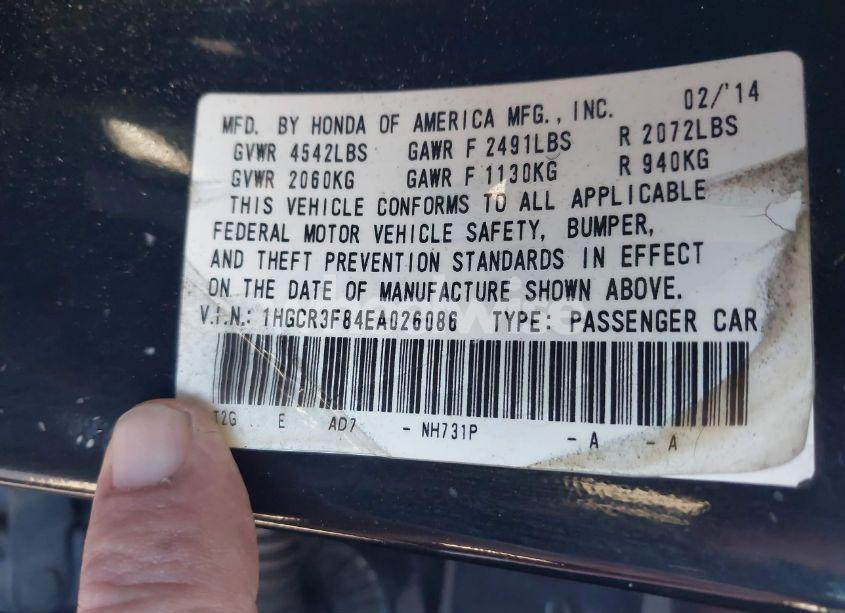 MFD. BY HONDA OF AMERICA MFG., INC. 02/'14
GVWR 4542LBS GAWR F 2491LBS R 2072LBS
GVWR 2060KG GAWR F 1130KG R 940KG
THIS VEHICLE CONFORMS TO ALL APPLICABLE
FEDERAL MOTOR VEHICLE SAFETY, BUMPER,
AND THEFT PREVENTION STANDARDS IN EFFECT
ON THE DATE OF MANUFACTURE SHOWN ABOVE.
V.I.N.: 1HGCR3F84EA026086 TYPE: PASSENGER CAR
T2G E AD7 - NH731P - A - A